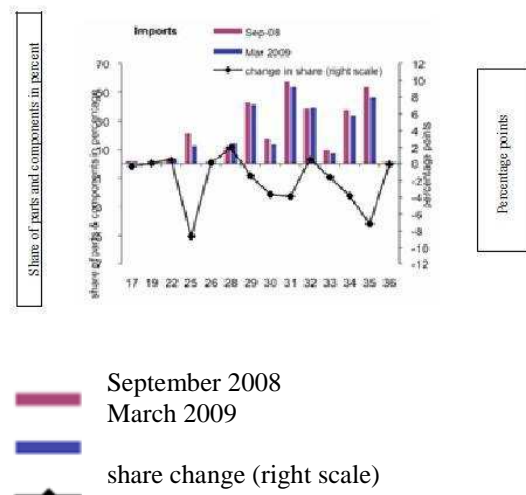 Imports
Sep-08
Mar 2009
change in share (right scale)
Share of parts and components in percent
share of parts & components in percentage
70
50
30
10
12
10
8
6
4
2
0
-2
-4
-6
-8
-10
-12
percentage points
Percentage points
17 19 22 25 26 28 29 30 31 32 33 34 35 36
September 2008
March 2009
share change (right scale)